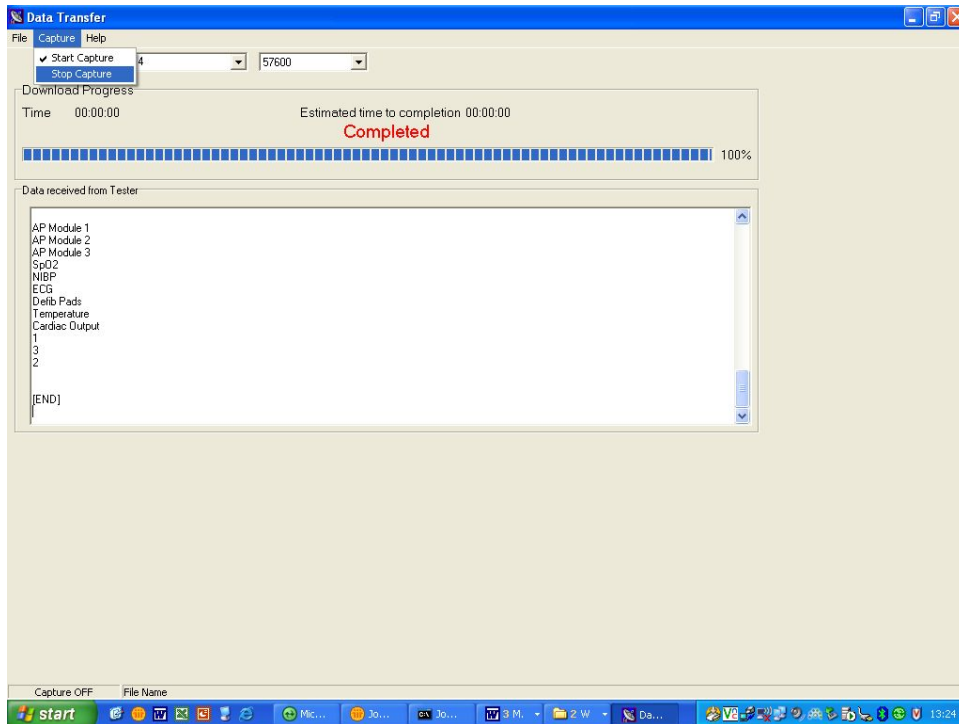 Data Transfer
File Capture Help
Start Capture
Stop Capture
4
57600
Download Progress
Time 00:00:00 Estimated time to completion 00:00:00
Completed
100%
Data received from Tester
AP Module 1
AP Module 2
AP Module 3
SpO2
NIBP
ECG
Defib Pads
Temperature
Cardiac Output
1
3
2
[END]
Capture OFF File Name
start Mic... Jo... Jo... 3 M. 2 W Da... 13:24